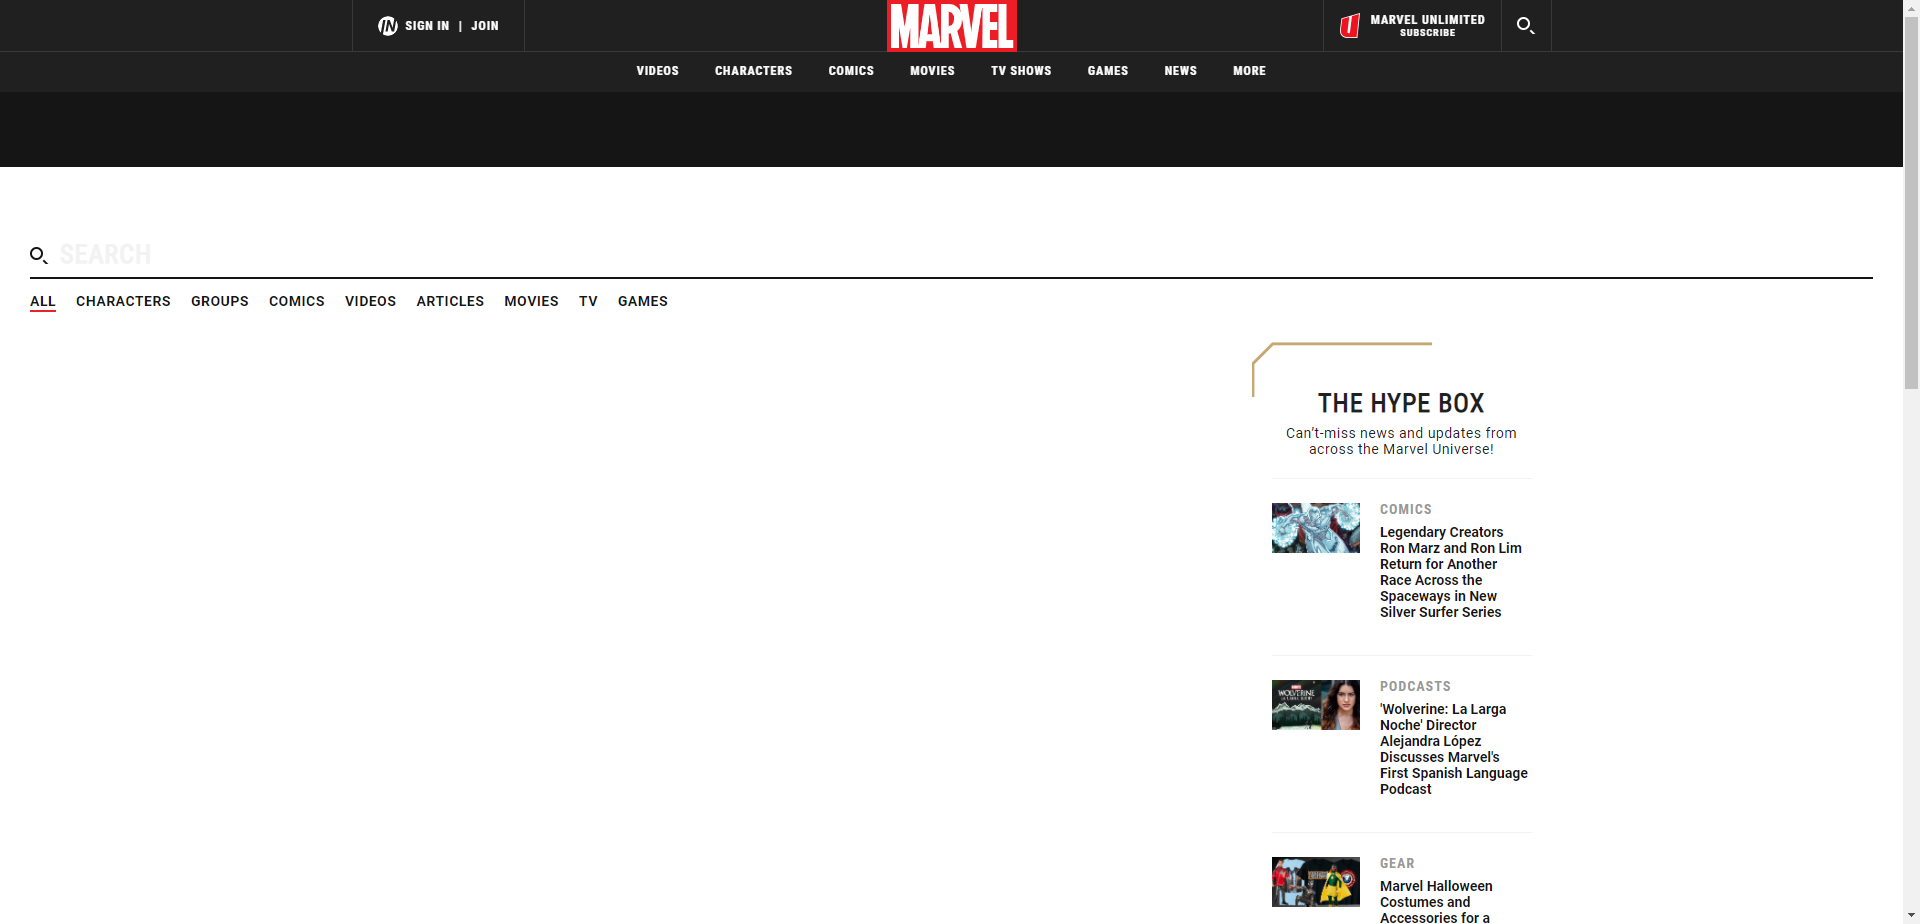 SIGN IN | JOIN
MARVEL
MARVEL UNLIMITED
SUBSCRIBE
VIDEOS CHARACTERS COMICS MOVIES TV SHOWS GAMES NEWS MORE
SEARCH
ALL CHARACTERS GROUPS COMICS VIDEOS ARTICLES MOVIES TV GAMES
THE HYPE BOX
Can't-miss news and updates from
across the Marvel Universe!
COMICS
Legendary Creators
Ron Marz and Ron Lim
Return for Another
Race Across the
Spaceways in New
Silver Surfer Series
WOLVERINE
PODCASTS
'Wolverine: La Larga
Noche' Director
Alejandra López
Discusses Marvel's
First Spanish Language
Podcast
GEAR
Marvel Halloween
Costumes and
Accessories for a